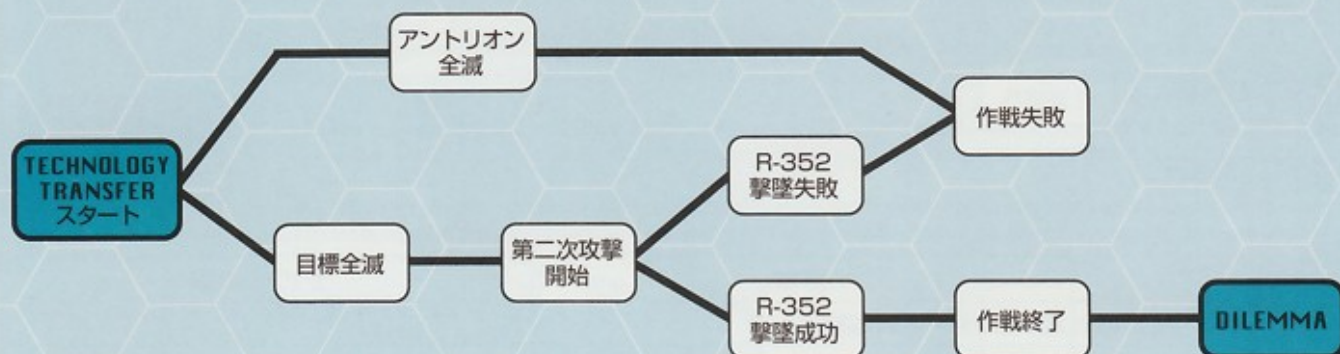 アントリオン
全滅
作戦失敗
TECHNOLOGY
TRANSFER
スタート
R-352
撃墜失敗
目標全滅
第二次攻撃
開始
R-352
撃墜成功
作戦終了
DILEMMA